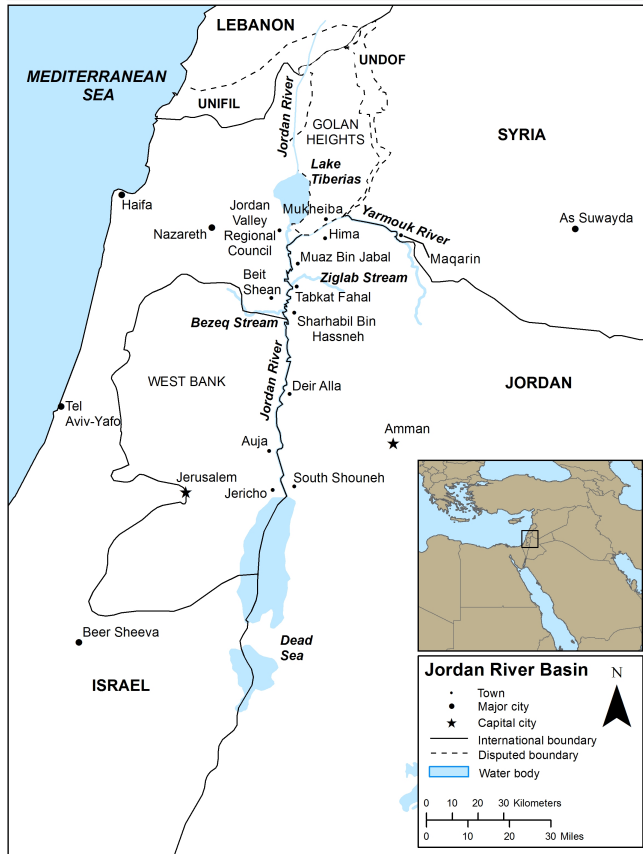 LEBANON
MEDITERRANEAN
SEA
UNDOF
UNIFIL
Jordan River
GOLAN
HEIGHTS
SYRIA
Lake
Tiberias
Haifa
Mukheiba
Jordan
Valley
Regional
Council
Yarmouk River
As Suwayda
Nazareth
Hima
Maqarin
Muaz Bin Jabal
Beit
Shean
Ziglab Stream
Tabkat Fahal
Bezeq Stream
Sharhabil Bin
Hassneh
WEST BANK
Jordan River
Deir Alla
JORDAN
Tel
Aviv-Yafo
Auja
Amman
Jerusalem
Jericho
South Shouneh
Beer Sheeva
Dead
Sea
ISRAEL
Jordan River Basin
N
Town
Major city
Capital city
International boundary
Disputed boundary
Water body
0 10 20 30 Kilometers
0 10 20 30 Miles